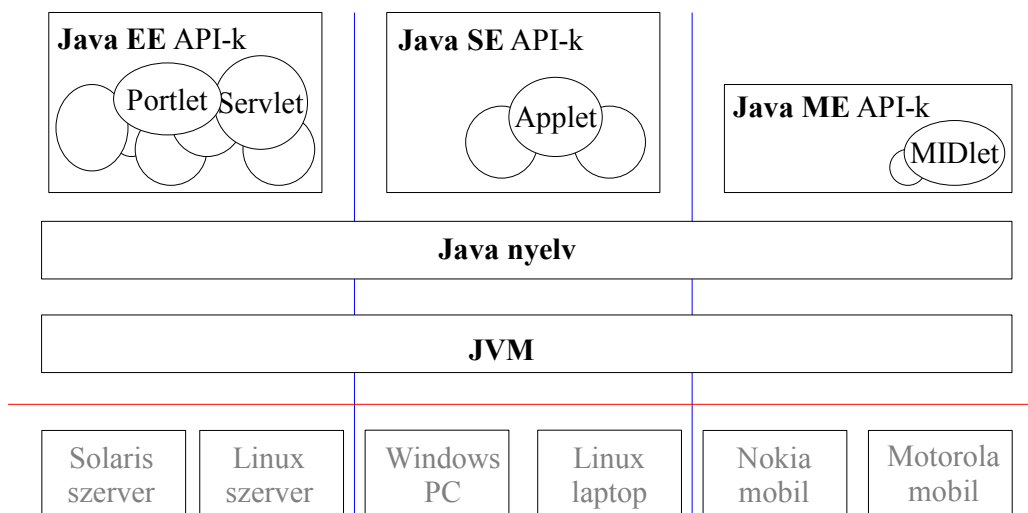 Java EE API-k
Portlet
Servlet
Java SE API-k
Applet
Java ME API-k
MIDlet
Java nyelv
JVM
Solaris
szerver
Linux
szerver
Windows
PC
Linux
laptop
Nokia
mobil
Motorola
mobil